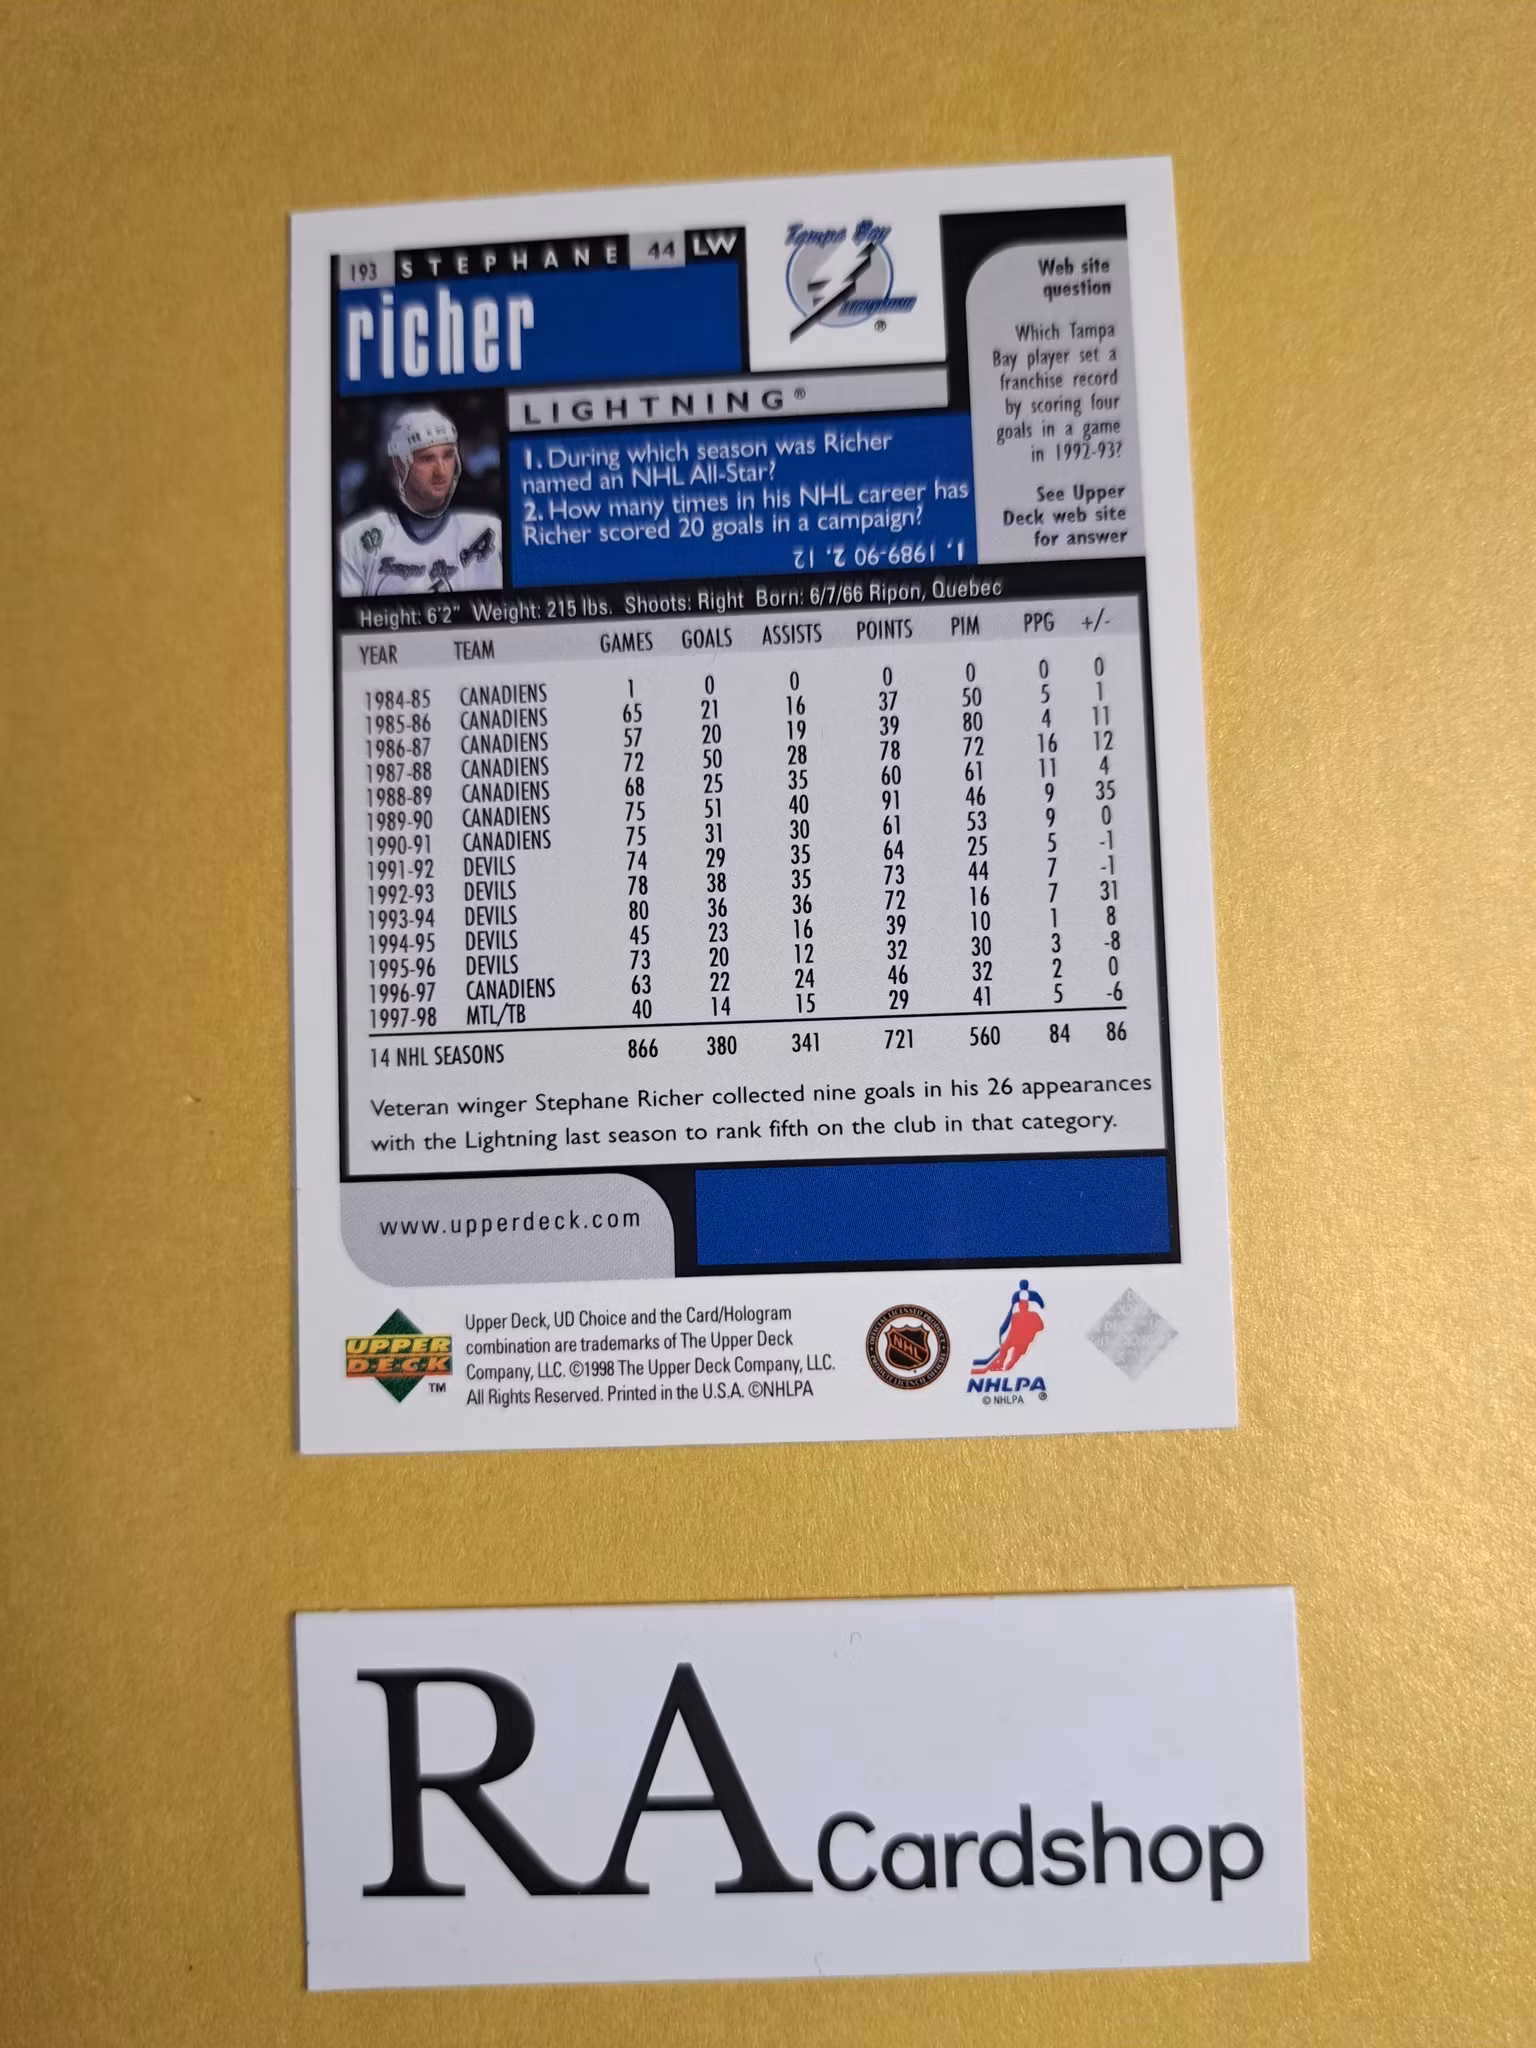 193 STEPHANE 44 LW
richer
Tampa Bay
Lightning
®
LIGHTNING®
1. During which season was Richer
named an NHL All-Star?
2. How many times in his NHL career has
Richer scored 20 goals in a campaign?
1. 1989-90 2. 12
Web site
question
Which Tampa
Bay player set a
franchise record
by scoring four
goals in a game
in 1992-93?
See Upper
Deck web site
for answer
Height: 6'2" Weight: 215 lbs. Shoots: Right Born: 6/7/66 Ripon, Quebec
YEAR TEAM GAMES GOALS ASSISTS POINTS PIM PPG +/-
1984-85 CANADIENS 1 0 0 0 0 0 0
1985-86 CANADIENS 65 21 16 37 50 5 1
1986-87 CANADIENS 57 20 19 39 80 4 11
1987-88 CANADIENS 72 50 28 78 72 16 12
1988-89 CANADIENS 68 25 35 60 61 11 4
1989-90 CANADIENS 75 51 40 91 46 9 35
1990-91 CANADIENS 75 31 30 61 53 9 0
1991-92 DEVILS 74 29 35 64 25 5 -1
1992-93 DEVILS 78 38 35 73 44 7 -1
1993-94 DEVILS 80 36 36 72 16 7 31
1994-95 DEVILS 45 23 16 39 10 1 8
1995-96 DEVILS 73 20 12 32 30 3 -8
1996-97 CANADIENS 63 22 24 46 32 2 0
1997-98 MTL/TB 40 14 15 29 41 5 -6
14 NHL SEASONS 866 380 341 721 560 84 86
Veteran winger Stephane Richer collected nine goals in his 26 appearances
with the Lightning last season to rank fifth on the club in that category.
www.upperdeck.com
UPPER
DECK
™
Upper Deck, UD Choice and the Card/Hologram
combination are trademarks of The Upper Deck
Company, LLC. ©1998 The Upper Deck Company, LLC.
All Rights Reserved. Printed in the U.S.A. ©NHLPA
NHL
NHLPA
© NHLPA ®
RA Cardshop